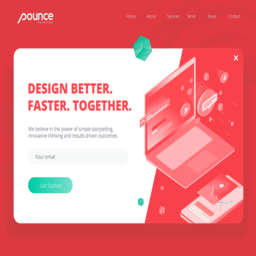 pounce
Home About Services Work News Contact
X
DESIGN BETTER.
FASTER. TOGETHER.
We believe in the power of simple storytelling,
innovative thinking and results driven outcomes.
Your email
Get Started